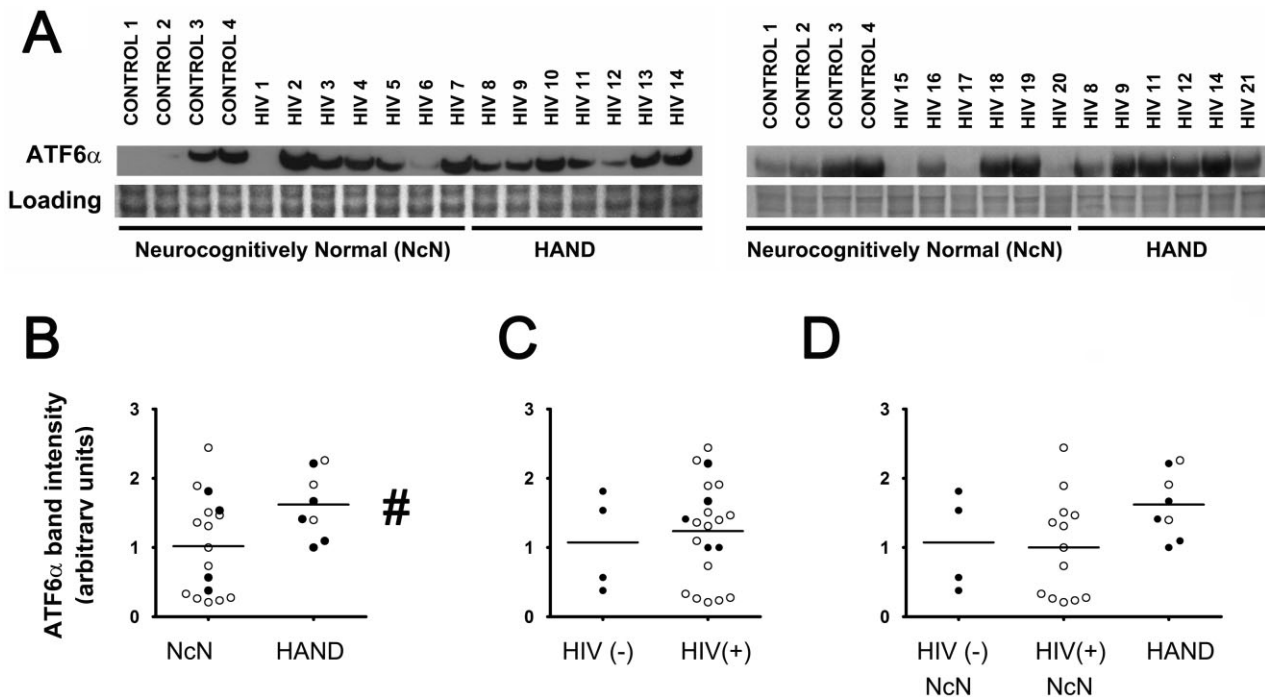 A
CONTROL 1
CONTROL 2
CONTROL 3
CONTROL 4
HIV 1
HIV 2
HIV 3
HIV 4
HIV 5
HIV 6
HIV 7
HIV 8
HIV 9
HIV 10
HIV 11
HIV 12
HIV 13
HIV 14
CONTROL 1
CONTROL 2
CONTROL 3
CONTROL 4
HIV 15
HIV 16
HIV 17
HIV 18
HIV 19
HIV 20
HIV 8
HIV 9
HIV 11
HIV 12
HIV 14
HIV 21
ATF6α
Loading
Neurocognitively Normal (NcN)
HAND
Neurocognitively Normal (NcN)
HAND
B
ATF6α band intensity
(arbitrary units)
3
2
1
0
#
NcN
HAND
C
3
2
1
0
HIV (-)
HIV(+)
D
3
2
1
0
HIV (-)
NcN
HIV(+)
NcN
HAND